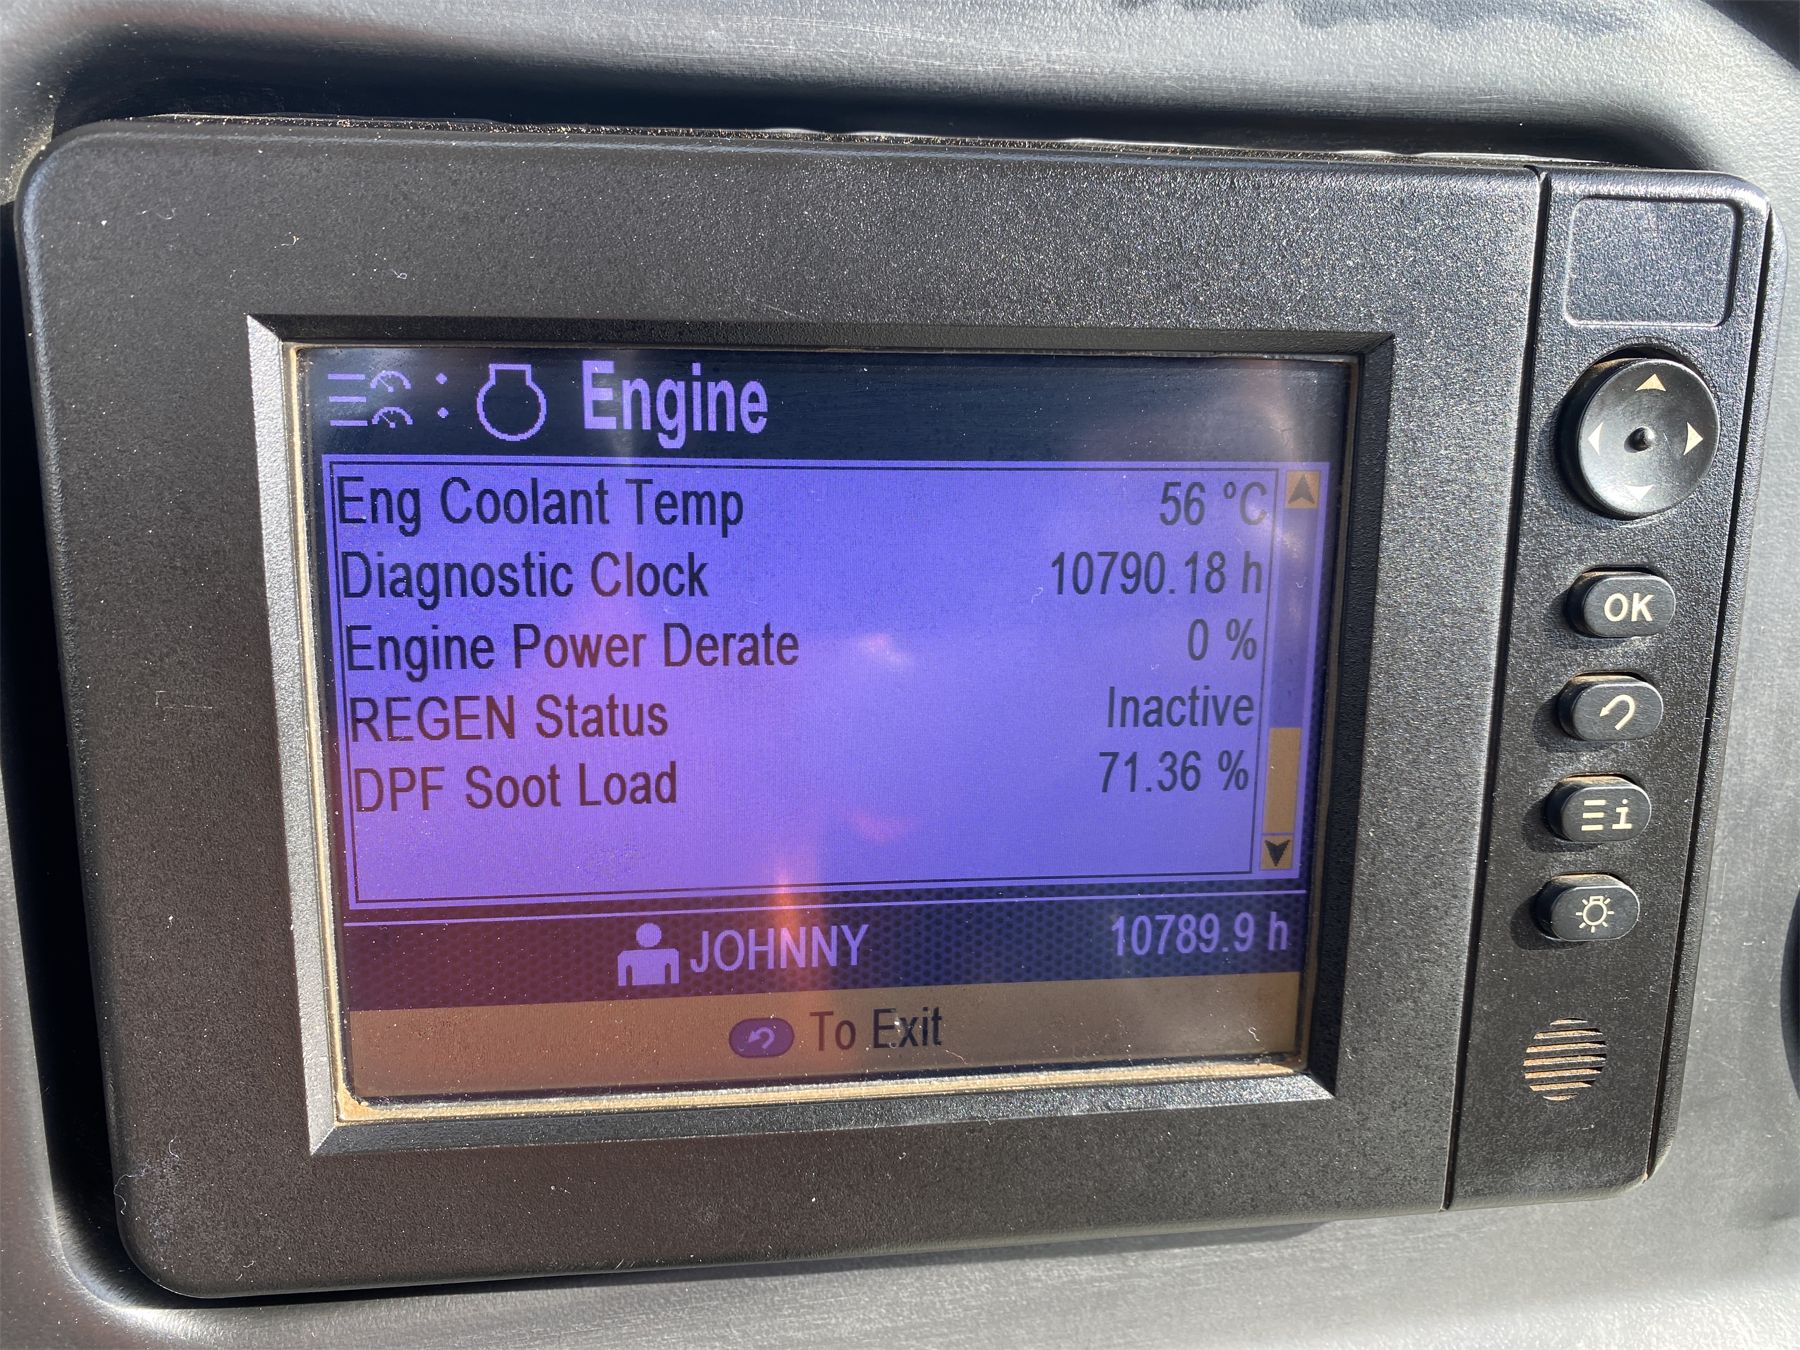 : Engine
Eng Coolant Temp 56 °C
Diagnostic Clock 10790.18 h
Engine Power Derate 0 %
REGEN Status Inactive
DPF Soot Load 71.36 %
JOHNNY 10789.9 h
To Exit
OK
i